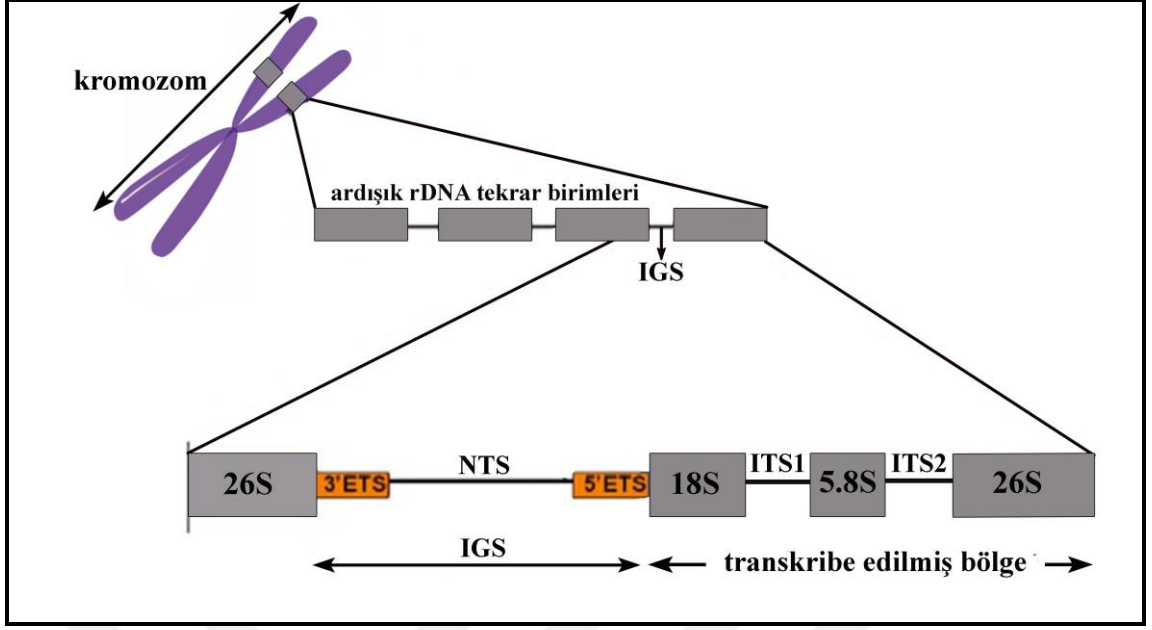 kromozom
ardışık rDNA tekrar birimleri
IGS
26S 3'ETS NTS 5'ETS 18S ITS1 5.8S ITS2 26S
IGS transkribe edilmiş bölge